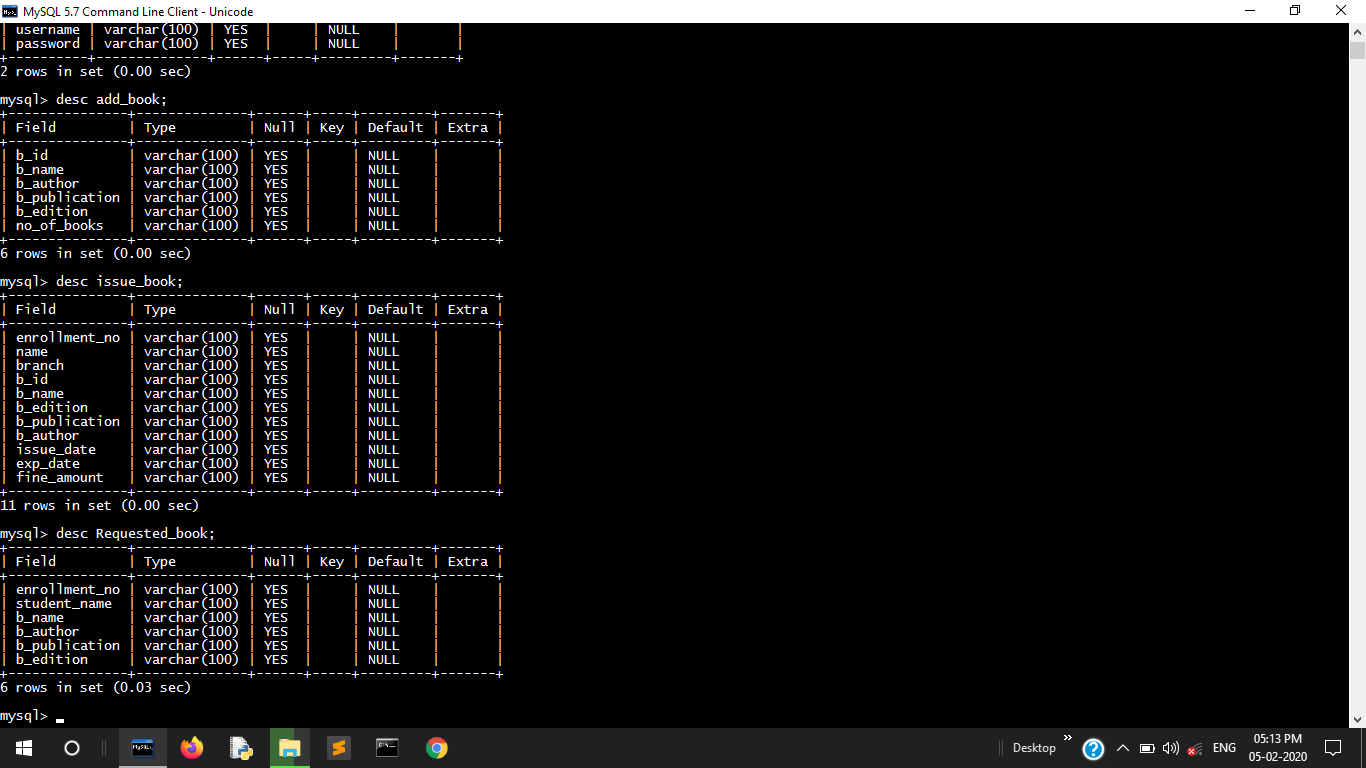 MySQL 5.7 Command Line Client - Unicode
| username | varchar(100) | YES  |     | NULL    |       |
| password | varchar(100) | YES  |     | NULL    |       |
+----------+--------------+------+-----+---------+-------+
2 rows in set (0.00 sec)
mysql> desc add_book;
+---------------+--------------+------+-----+---------+-------+
| Field         | Type         | Null | Key | Default | Extra |
+---------------+--------------+------+-----+---------+-------+
| b_id          | varchar(100) | YES  |     | NULL    |       |
| b_name        | varchar(100) | YES  |     | NULL    |       |
| b_author      | varchar(100) | YES  |     | NULL    |       |
| b_publication | varchar(100) | YES  |     | NULL    |       |
| b_edition     | varchar(100) | YES  |     | NULL    |       |
| no_of_books   | varchar(100) | YES  |     | NULL    |       |
+---------------+--------------+------+-----+---------+-------+
6 rows in set (0.00 sec)
mysql> desc issue_book;
+---------------+--------------+------+-----+---------+-------+
| Field         | Type         | Null | Key | Default | Extra |
+---------------+--------------+------+-----+---------+-------+
| enrollment_no | varchar(100) | YES  |     | NULL    |       |
| name          | varchar(100) | YES  |     | NULL    |       |
| branch        | varchar(100) | YES  |     | NULL    |       |
| b_id          | varchar(100) | YES  |     | NULL    |       |
| b_name        | varchar(100) | YES  |     | NULL    |       |
| b_edition     | varchar(100) | YES  |     | NULL    |       |
| b_publication | varchar(100) | YES  |     | NULL    |       |
| b_author      | varchar(100) | YES  |     | NULL    |       |
| issue_date    | varchar(100) | YES  |     | NULL    |       |
| exp_date      | varchar(100) | YES  |     | NULL    |       |
| fine_amount   | varchar(100) | YES  |     | NULL    |       |
+---------------+--------------+------+-----+---------+-------+
11 rows in set (0.00 sec)
mysql> desc Requested_book;
+---------------+--------------+------+-----+---------+-------+
| Field         | Type         | Null | Key | Default | Extra |
+---------------+--------------+------+-----+---------+-------+
| enrollment_no | varchar(100) | YES  |     | NULL    |       |
| student_name  | varchar(100) | YES  |     | NULL    |       |
| b_name        | varchar(100) | YES  |     | NULL    |       |
| b_author      | varchar(100) | YES  |     | NULL    |       |
| b_publication | varchar(100) | YES  |     | NULL    |       |
| b_edition     | varchar(100) | YES  |     | NULL    |       |
+---------------+--------------+------+-----+---------+-------+
6 rows in set (0.03 sec)
mysql> _
Desktop » ENG 05:13 PM
05-02-2020